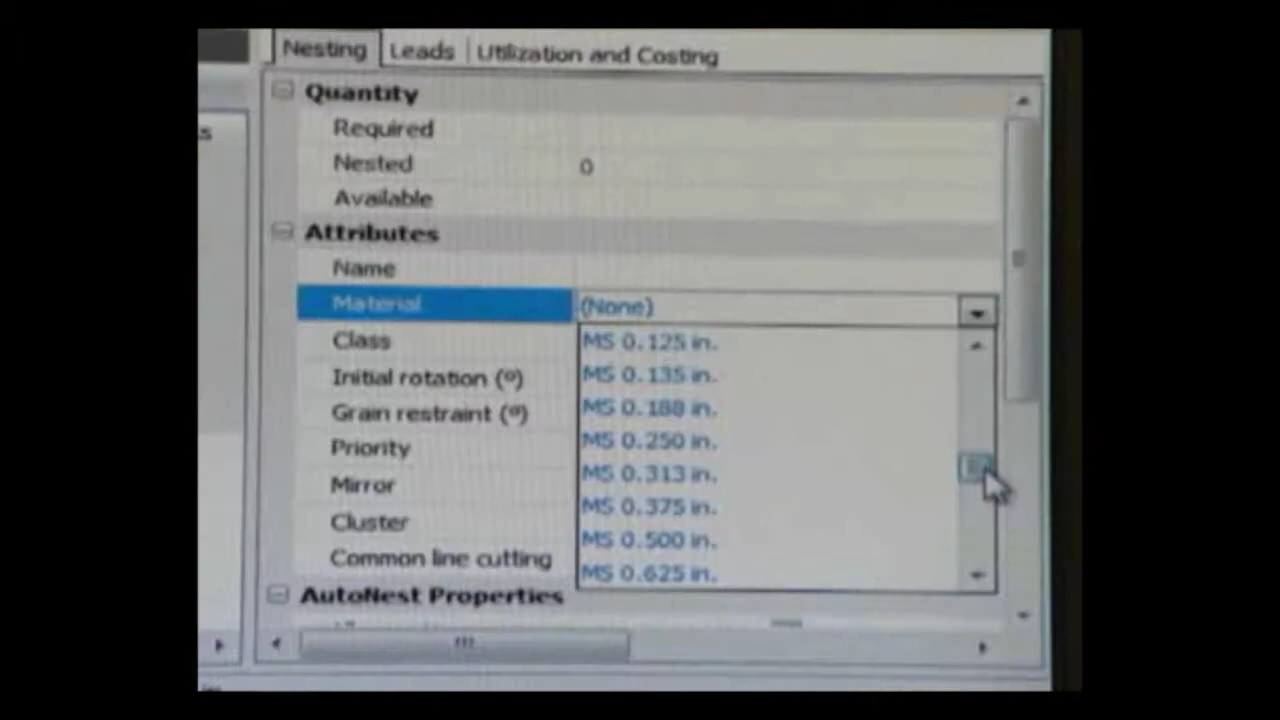 Nesting Leads Utilization and Costing
Quantity
Required
Nested 0
Available
Attributes
Name
Material (None)
Class MS 0.125 in.
Initial rotation (º) MS 0.135 in.
Grain restraint (º) MS 0.188 in.
Priority MS 0.250 in.
Mirror MS 0.313 in.
Cluster MS 0.375 in.
Common line cutting MS 0.500 in.
MS 0.625 in.
AutoNest Properties